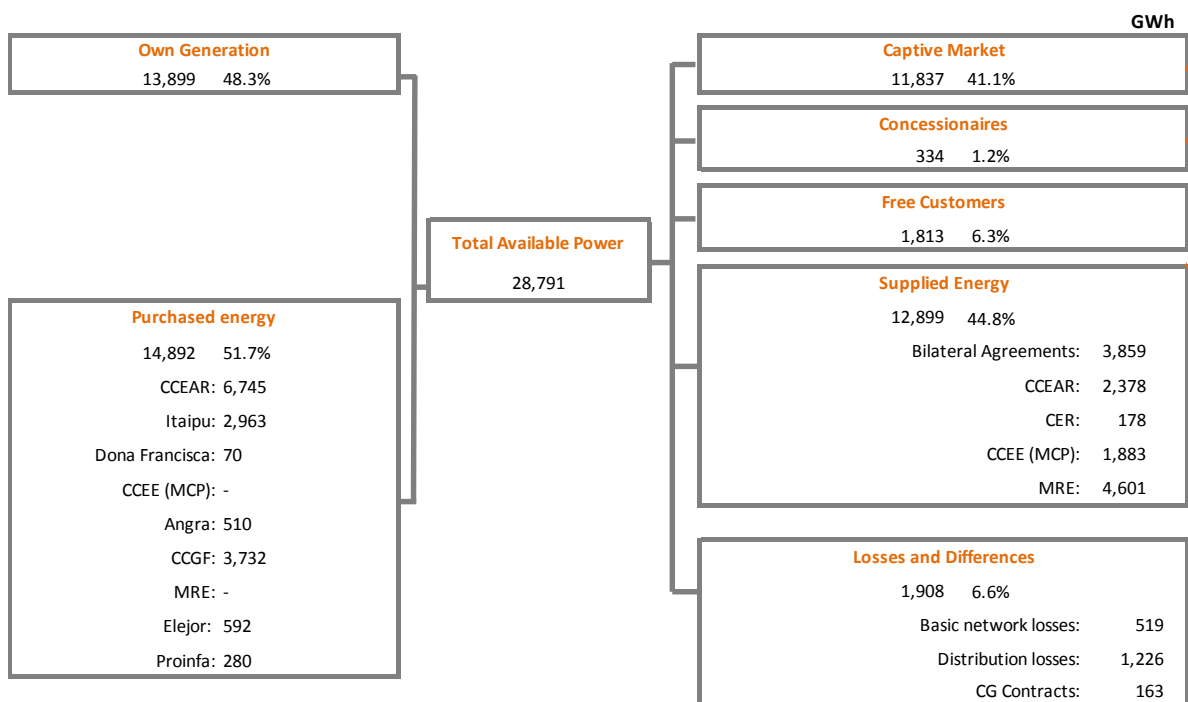 GWh
Own Generation
13,899 48.3%
Purchased energy
14,892 51.7%
CCEAR: 6,745
Itaipu: 2,963
Dona Francisca: 70
CCEE (MCP): -
Angra: 510
CCGF: 3,732
MRE: -
Elejor: 592
Proinfa: 280
Total Available Power
28,791
Captive Market
11,837 41.1%
Concessionaires
334 1.2%
Free Customers
1,813 6.3%
Supplied Energy
12,899 44.8%
Bilateral Agreements: 3,859
CCEAR: 2,378
CER: 178
CCEE (MCP): 1,883
MRE: 4,601
Losses and Differences
1,908 6.6%
Basic network losses: 519
Distribution losses: 1,226
CG Contracts: 163